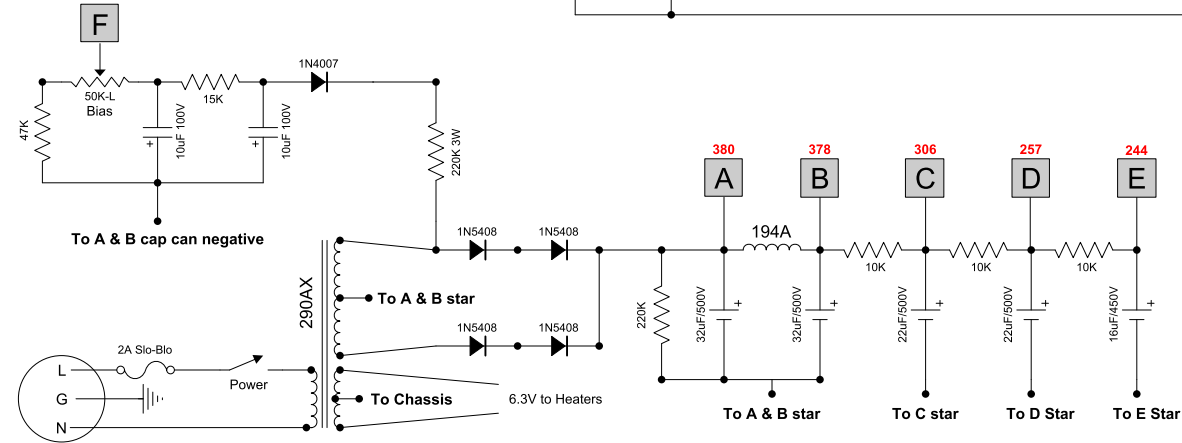 F
1N4007
50K-L
Bias
15K
47K
10uF 100V
+
10uF 100V
+
220K 3W
To A & B cap can negative
380
378
306
257
244
A
B
C
D
E
1N5408
1N5408
194A
10K
10K
10K
290AX
To A & B star
220K
32uF/500V
+
32uF/500V
+
22uF/500V
+
22uF/500V
+
16uF/450V
+
1N5408
1N5408
2A Slo-Blo
L
Power
G
To Chassis
6.3V to Heaters
N
To A & B star
To C star
To D Star
To E Star